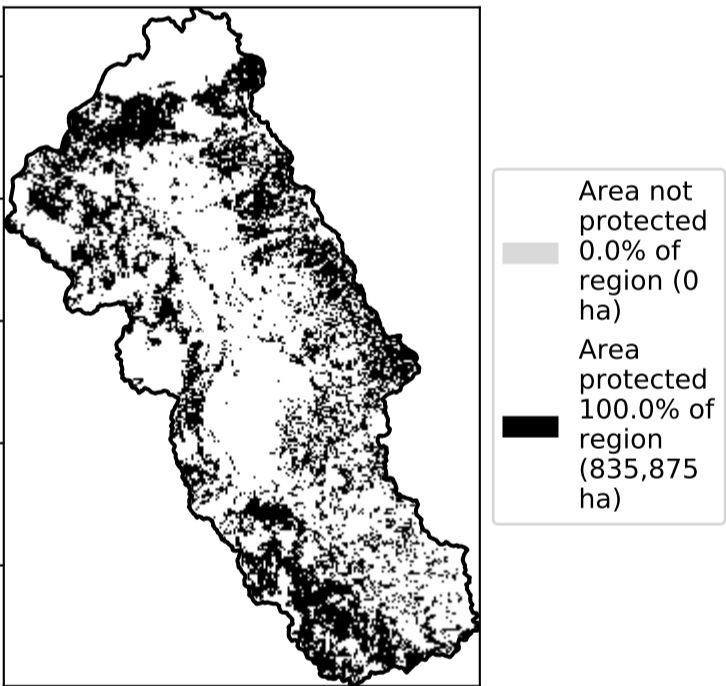 Area not
protected
0.0% of
region (0
ha)
Area
protected
100.0% of
region
(835,875
ha)